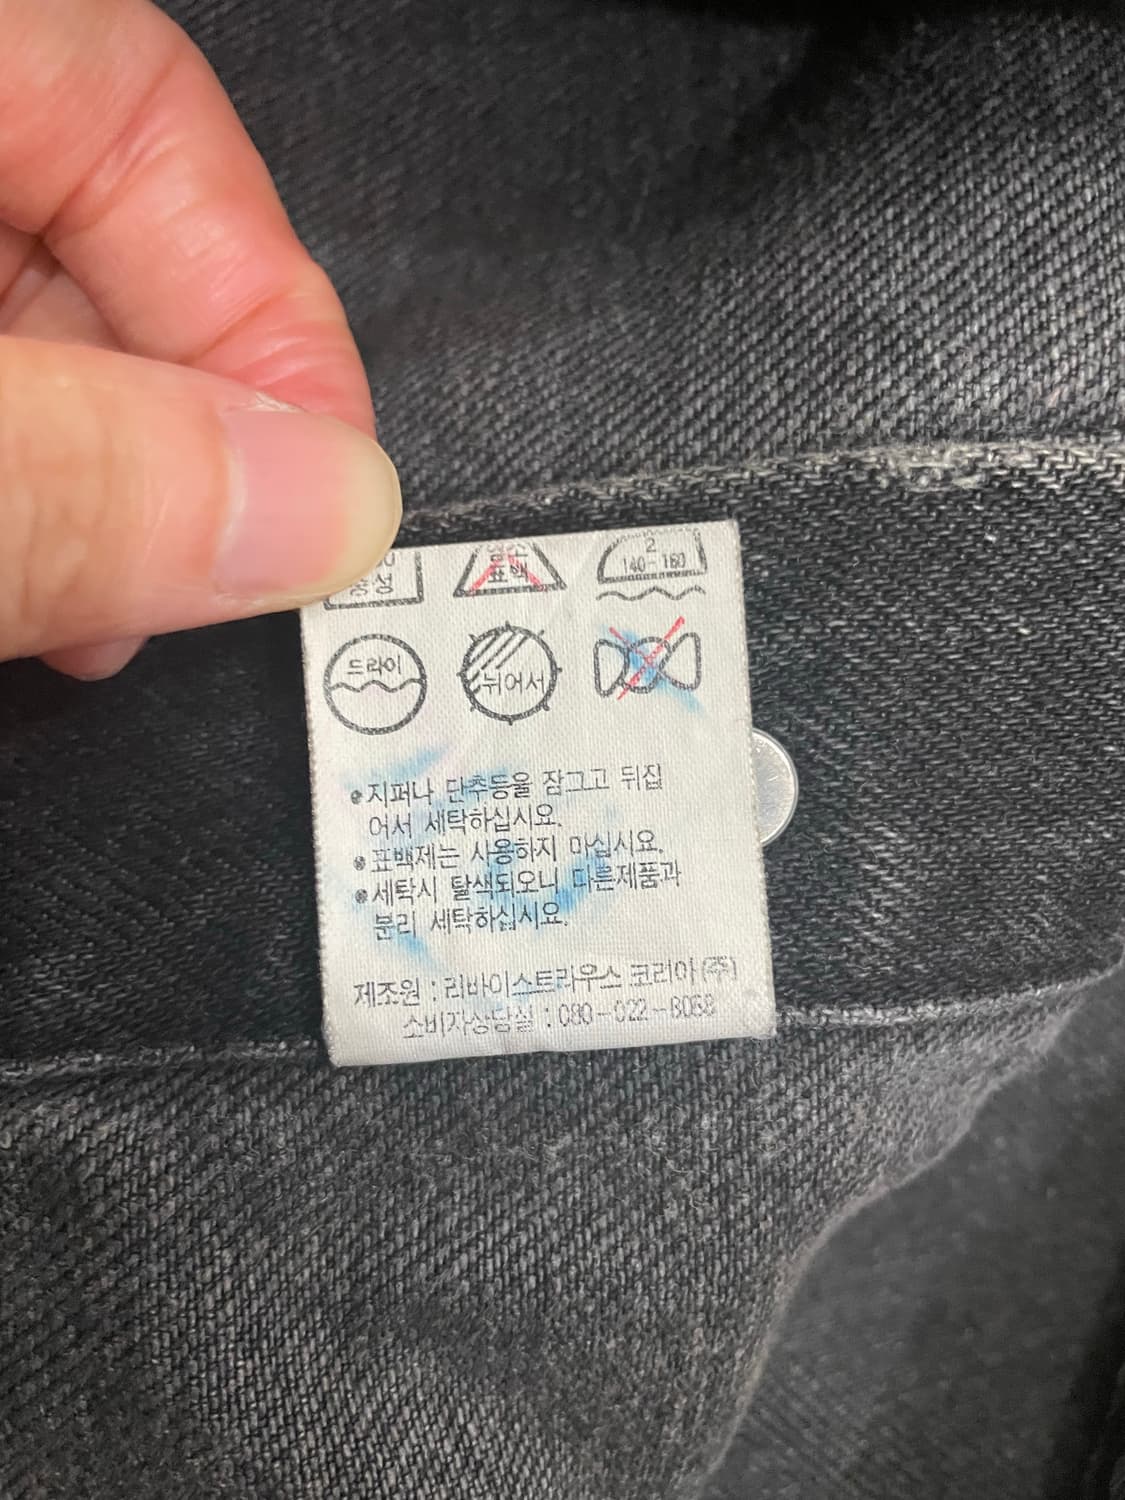 중성
염소
표백
2
140-160
드라이
뉘어서
지퍼나 단추등을 잠그고 뒤집
어서 세탁하십시요.
표백제는 사용하지 마십시요.
세탁시 탈색되오니 다른제품과
분리 세탁하십시요.
제조원 : 리바이스트라우스 코리아(주)
소비자상담실 : 080-022-